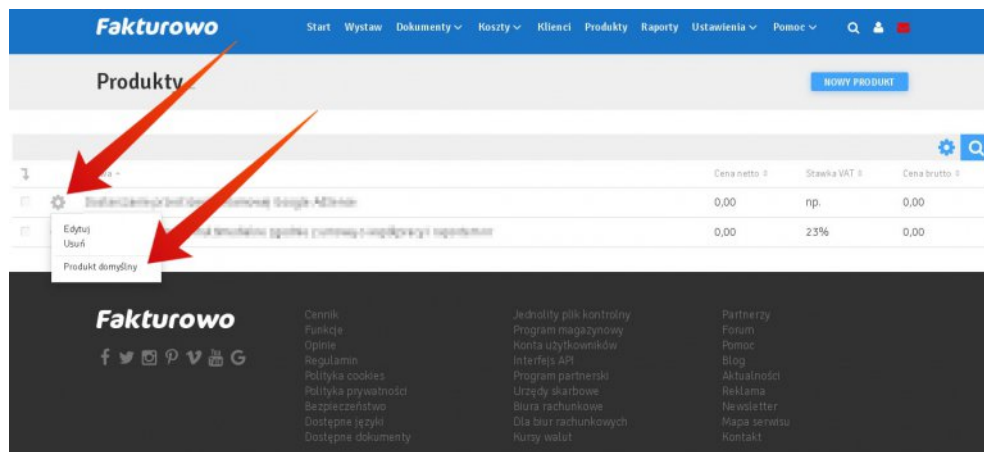 Fakturowo
Start Wystaw Dokumenty Koszty Klienci Produkty Raporty Ustawienia Pomoc
Produkty
NOWY PRODUKT
Cena netto Stawka VAT Cena brutto
0,00 np. 0,00
0,00 23% 0,00
Edytuj
Usuń
Produkt domyślny
Fakturowo
Cennik
Funkcje
Opinie
Regulamin
Polityka cookies
Polityka prywatności
Bezpieczeństwo
Dostępne języki
Dostępne dokumenty
Jednolity plik kontrolny
Program magazynowy
Konta użytkowników
Interfejs API
Program partnerski
Urzędy skarbowe
Biura rachunkowe
Dla biur rachunkowych
Kursy walut
Partnerzy
Forum
Pomoc
Blog
Aktualności
Reklama
Newsletter
Mapa serwisu
Kontakt